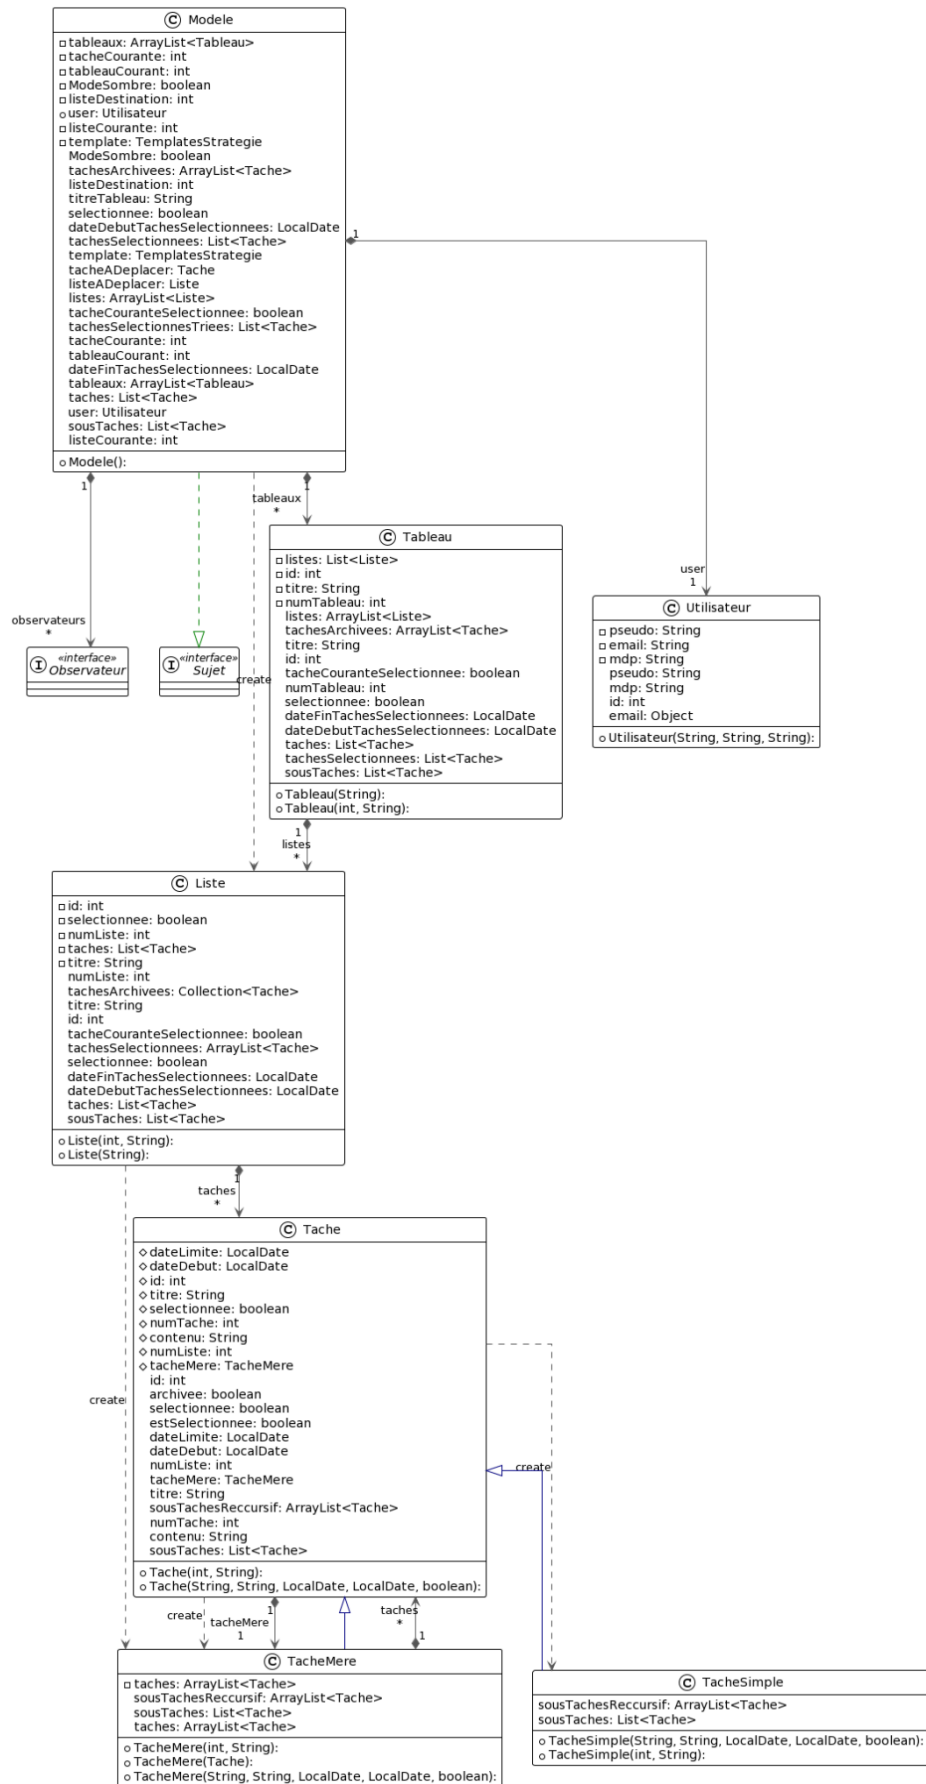 C Modele
tableaux: ArrayList<Tableau>
tacheCourante: int
tableauCourant: int
ModeSombre: boolean
listeDestination: int
user: Utilisateur
listeCourante: int
template: TemplatesStrategie
ModeSombre: boolean
tachesArchivees: ArrayList<Tache>
listeDestination: int
titreTableau: String
selectionnee: boolean
dateDebutTachesSelectionnees: LocalDate
tachesSelectionnees: List<Tache>
template: TemplatesStrategie
tacheADeplacer: Tache
listeADeplacer: Liste
listes: ArrayList<Liste>
tacheCouranteSelectionnee: boolean
tachesSelectionnesTriees: List<Tache>
tacheCourante: int
tableauCourant: int
dateFinTachesSelectionnees: LocalDate
tableaux: ArrayList<Tableau>
taches: List<Tache>
user: Utilisateur
sousTaches: List<Tache>
listeCourante: int
Modele():
1
1
1
tableaux
*
observateurs
*
user
1
I «interface»
Observateur
I «interface»
Sujet
create
C Tableau
listes: List<Liste>
id: int
titre: String
numTableau: int
listes: ArrayList<Liste>
tachesArchivees: ArrayList<Tache>
titre: String
id: int
tacheCouranteSelectionnee: boolean
numTableau: int
selectionnee: boolean
dateFinTachesSelectionnees: LocalDate
dateDebutTachesSelectionnees: LocalDate
taches: List<Tache>
tachesSelectionnees: List<Tache>
sousTaches: List<Tache>
Tableau(String):
Tableau(int, String):
C Utilisateur
pseudo: String
email: String
mdp: String
pseudo: String
mdp: String
id: int
email: Object
Utilisateur(String, String, String):
1
listes
*
C Liste
id: int
selectionnee: boolean
numListe: int
taches: List<Tache>
titre: String
numListe: int
tachesArchivees: Collection<Tache>
titre: String
id: int
tacheCouranteSelectionnee: boolean
tachesSelectionnees: ArrayList<Tache>
selectionnee: boolean
dateFinTachesSelectionnees: LocalDate
dateDebutTachesSelectionnees: LocalDate
taches: List<Tache>
sousTaches: List<Tache>
Liste(int, String):
Liste(String):
1
taches
*
create
C Tache
dateLimite: LocalDate
dateDebut: LocalDate
id: int
titre: String
selectionnee: boolean
numTache: int
contenu: String
numListe: int
tacheMere: TacheMere
id: int
archivee: boolean
selectionnee: boolean
estSelectionnee: boolean
dateLimite: LocalDate
dateDebut: LocalDate
numListe: int
tacheMere: TacheMere
titre: String
sousTachesReccursif: ArrayList<Tache>
numTache: int
contenu: String
sousTaches: List<Tache>
Tache(int, String):
Tache(String, String, LocalDate, LocalDate, boolean):
create
create
1
tacheMere
1
taches
*
1
C TacheMere
taches: ArrayList<Tache>
sousTachesReccursif: ArrayList<Tache>
sousTaches: List<Tache>
taches: ArrayList<Tache>
TacheMere(int, String):
TacheMere(Tache):
TacheMere(String, String, LocalDate, LocalDate, boolean):
C TacheSimple
sousTachesReccursif: ArrayList<Tache>
sousTaches: List<Tache>
TacheSimple(String, String, LocalDate, LocalDate, boolean):
TacheSimple(int, String):